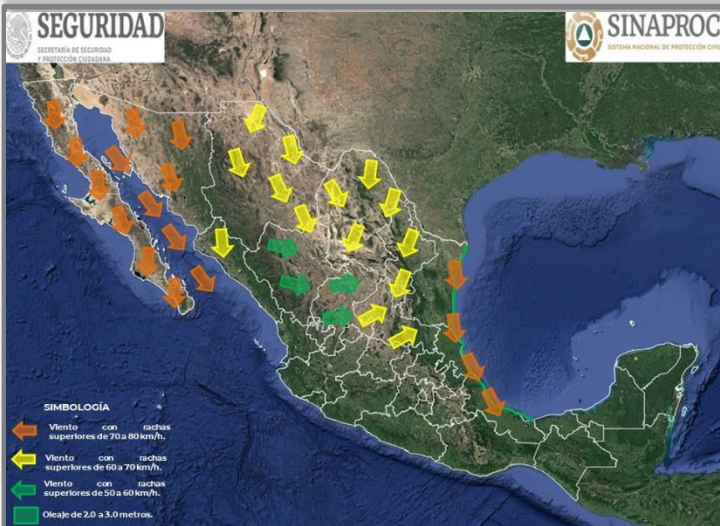 SEGURIDAD
SECRETARÍA DE SEGURIDAD
Y PROTECCIÓN CIUDADANA
SINAPROC
SISTEMA NACIONAL DE PROTECCIÓN CIVIL
SIMBOLOGÍA
Viento con rachas
superiores de 70 a 80 km/h.
Viento con rachas
superiores de 60 a 70 km/h.
Viento con rachas
superiores de 50 a 60 km/h.
Oleaje de 2.0 a 3.0 metros.